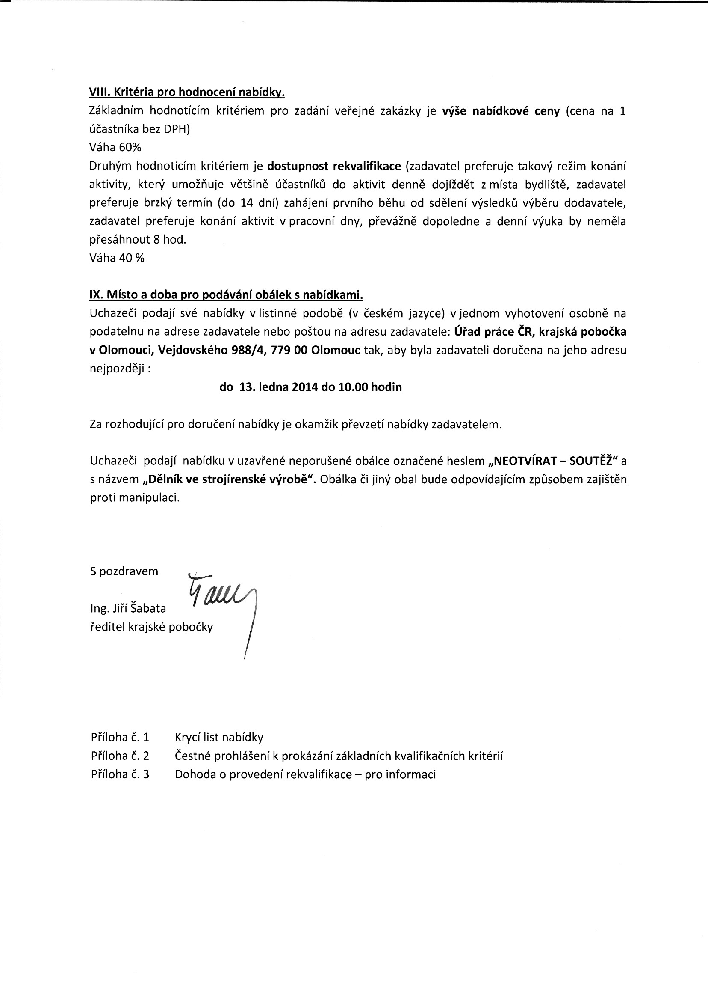 VIII. Kritéria pro hodnocení nabídky.
Základním hodnotícím kritériem pro zadání veřejné zakázky je výše nabídkové ceny (cena na 1
účastníka bez DPH)
Váha 60%
Druhým hodnotícím kritériem je dostupnost rekvalifikace (zadavatel preferuje takový režim konání
aktivity, který umožňuje většině účastníků do aktivit denně dojíždět z místa bydliště, zadavatel
preferuje brzký termín (do 14 dní) zahájení prvního běhu od sdělení výsledků výběru dodavatele,
zadavatel preferuje konání aktivit v pracovní dny, převážně dopoledne a denní výuka by neměla
přesáhnout 8 hod.
Váha 40 %
IX. Místo a doba pro podávání obálek s nabídkami.
Uchazeči podají své nabídky v listinné podobě (v českém jazyce) v jednom vyhotovení osobně na
podatelnu na adrese zadavatele nebo poštou na adresu zadavatele: Úřad práce ČR, krajská pobočka
v Olomouci, Vejdovského 988/4, 779 00 Olomouc tak, aby byla zadavateli doručena na jeho adresu
nejpozději :
do 13. ledna 2014 do 10.00 hodin
Za rozhodující pro doručení nabídky je okamžik převzetí nabídky zadavatelem.
Uchazeči podají nabídku v uzavřené neporušené obálce označené heslem „NEOTVÍRAT – SOUTĚŽ“ a
s názvem „Dělník ve strojírenské výrobě“. Obálka či jiný obal bude odpovídajícím způsobem zajištěn
proti manipulaci.
S pozdravem
Ing. Jiří Šabata
ředitel krajské pobočky
Příloha č. 1 Krycí list nabídky
Příloha č. 2 Čestné prohlášení k prokázání základních kvalifikačních kritérií
Příloha č. 3 Dohoda o provedení rekvalifikace – pro informaci